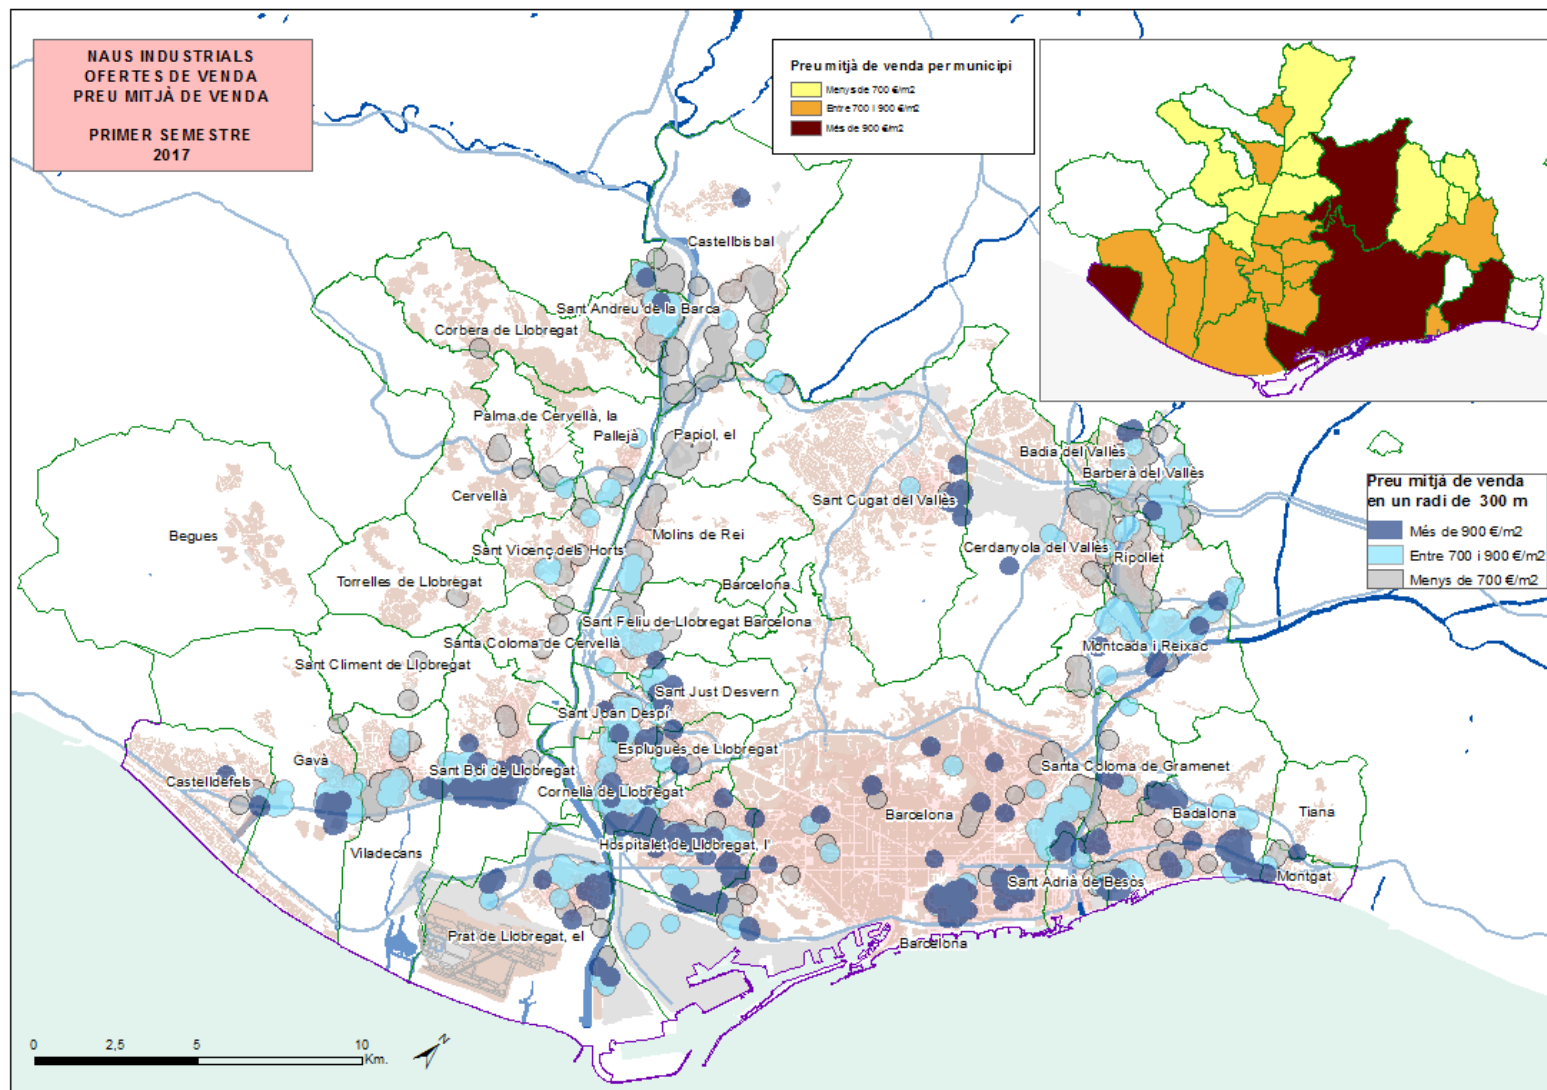 NAUS INDUSTRIALS
OFERTES DE VENDA
PREU MITJÀ DE VENDA
PRIMER SEMESTRE
2017
Preu mitjà de venda per municipi
Menys de 700 €/m2
Entre 700 i 900 €/m2
Més de 900 €/m2
Castellbisbal
Sant Andreu de la Barca
Corbera de Llobregat
Palma de Cervellà, la
Pallejà
Papiol, el
Badia del Vallès
Barberà del Vallès
Cervellà
Sant Cugat del Vallès
Preu mitjà de venda
en un radi de 300 m
Més de 900 €/m2
Entre 700 i 900 €/m2
Menys de 700 €/m2
Begues
Molins de Rei
Sant Vicenç dels Horts
Cerdanyola del Vallès
Ripollet
Torrelles de Llobregat
Barcelona
Sant Feliu de Llobregat
Barcelona
Santa Coloma de Cervellà
Montcada i Reixac
Sant Climent de Llobregat
Sant Just Desvern
Sant Joan Despí
Esplugues de Llobregat
Gavà
Sant Boi de Llobregat
Santa Coloma de Gramenet
Castelldefels
Cornellà de Llobregat
Barcelona
Badalona
Tiana
Hospitalet de Llobregat, l'
Viladecans
Sant Adrià de Besòs
Montgat
Prat de Llobregat, el
Barcelona
0 2,5 5 10
Km.
N